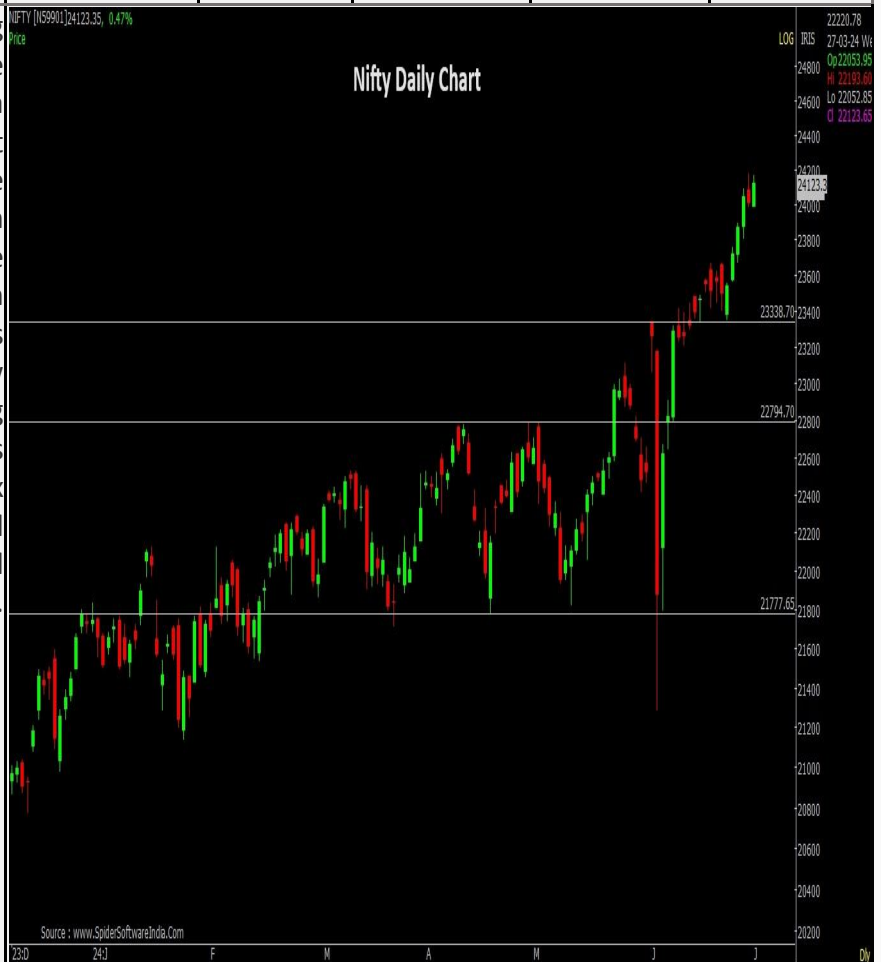 NIFTY [N59901]24123.35, 0.47%
Price
LOG
IRIS
22220.78
27-03-24 We
Op22053.95
Hi 22193.60
Lo 22052.85
Cl 22123.65
Nifty Daily Chart
24800
24600
24400
24200
24123.3
24000
23800
23600
23400
23338.70
23200
23000
22800
22794.70
22600
22400
22200
22000
21800
21777.65
21600
21400
21200
21000
20800
20600
20400
20200
Source : www.SpiderSoftwareIndia.Com
23:D 24:J F M A M J J
Dly